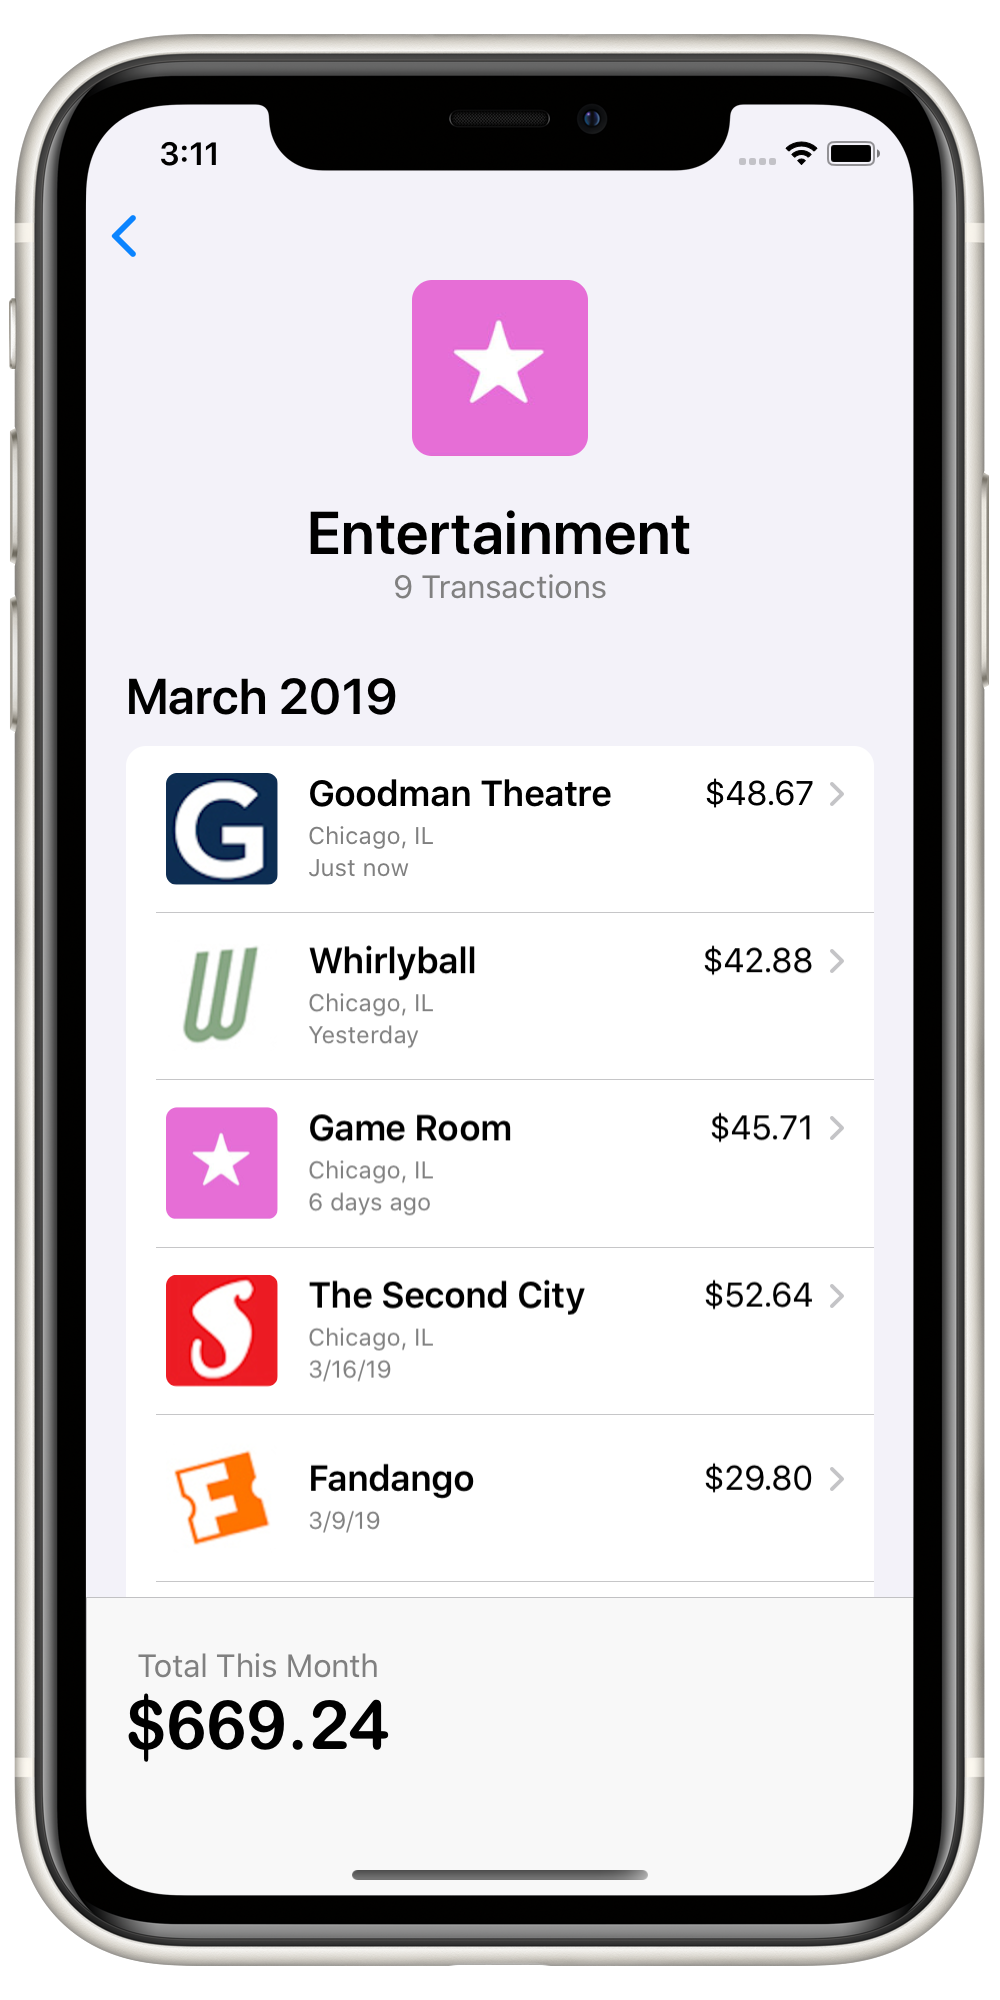 3:11
Entertainment
9 Transactions
March 2019
G
Goodman Theatre
$48.67
Chicago, IL
Just now
W
Whirlyball
$42.88
Chicago, IL
Yesterday
Game Room
$45.71
Chicago, IL
6 days ago
S
The Second City
$52.64
Chicago, IL
3/16/19
F
Fandango
$29.80
3/9/19
Total This Month
$669.24